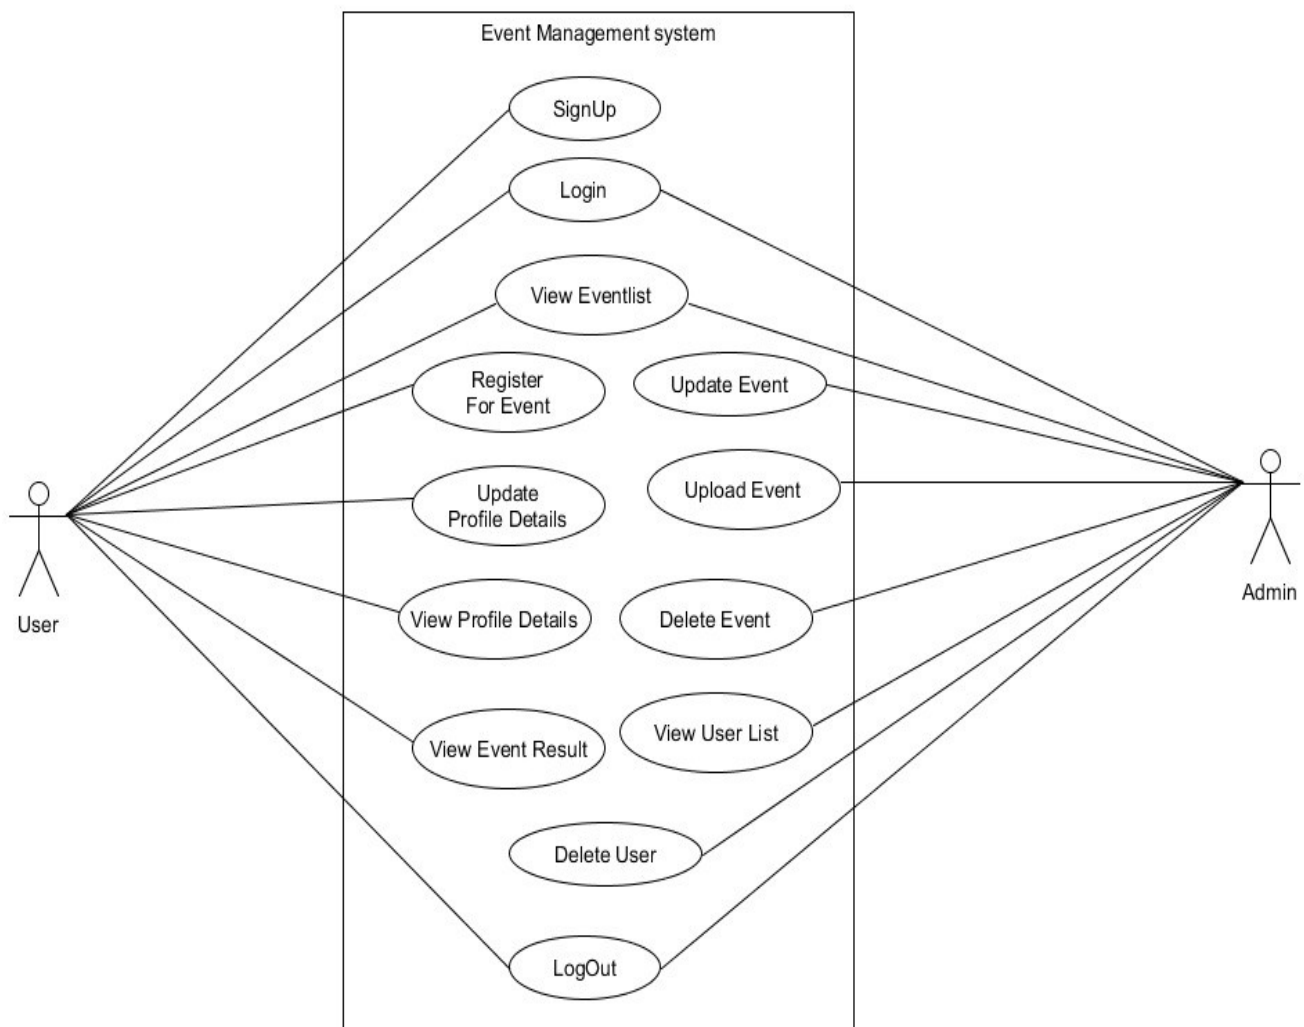 Event Management system
SignUp
Login
View Eventlist
Register
For Event
Update Event
Update
Profile Details
Upload Event
View Profile Details
Delete Event
View Event Result
View User List
Delete User
LogOut
User
Admin